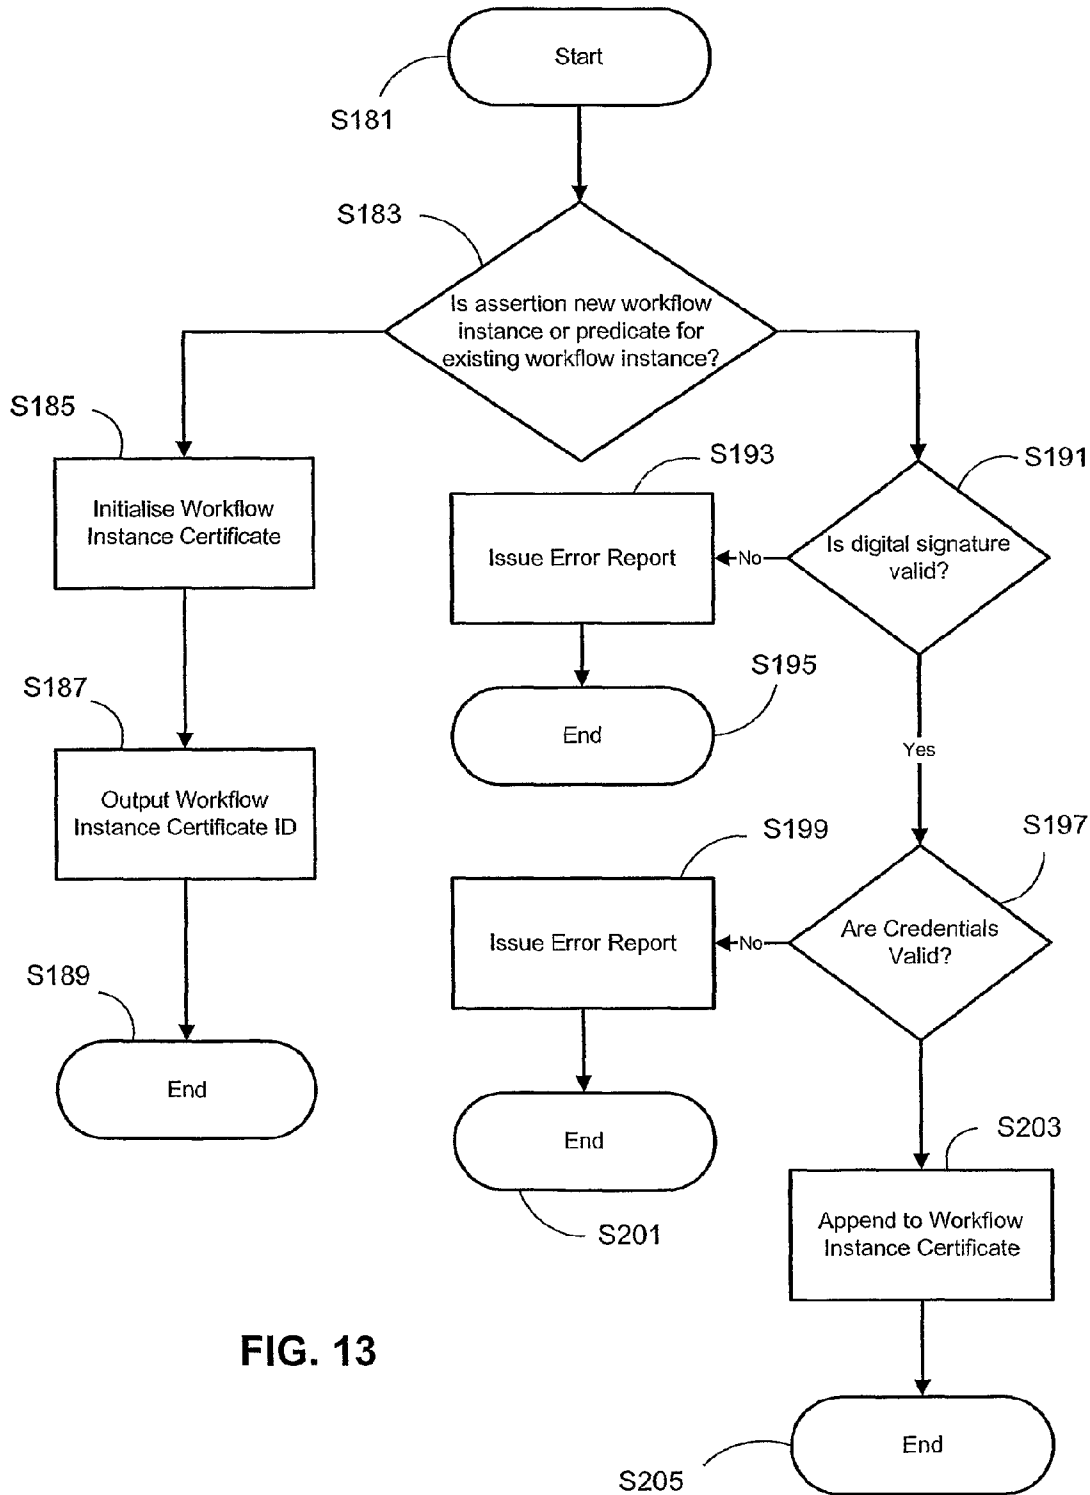 Start
S181
S183
Is assertion new workflow
instance or predicate for
existing workflow instance?
S185
Initialise Workflow
Instance Certificate
S193
Issue Error Report
No
S191
Is digital signature
valid?
S187
Output Workflow
Instance Certificate ID
S195
End
Yes
S199
Issue Error Report
No
S197
Are Credentials
Valid?
S189
End
End
S201
S203
Append to Workflow
Instance Certificate
FIG. 13
End
S205